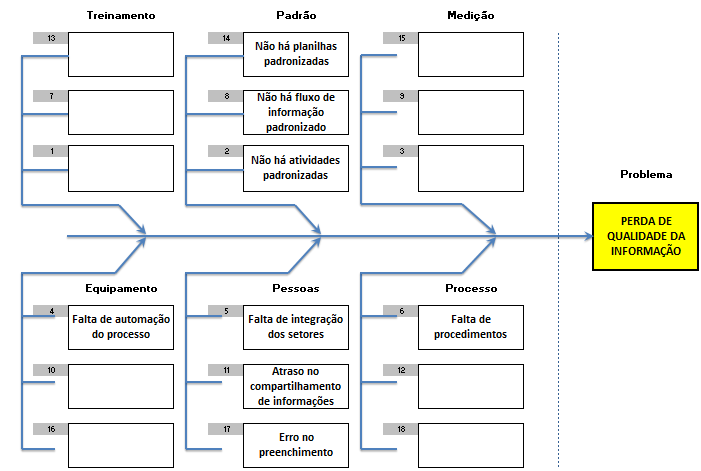 Treinamento
Padrão
Medição
13
14
Não há planilhas
padronizadas
15
7
8
Não há fluxo de
informação
padronizado
9
1
2
Não há atividades
padronizadas
3
Problema
PERDA DE
QUALIDADE DA
INFORMAÇÃO
Equipamento
Pessoas
Processo
4
Falta de automação
do processo
5
Falta de integração
dos setores
6
Falta de
procedimentos
10
11
Atraso no
compartilhamento
de informações
12
16
17
Erro no
preenchimento
18